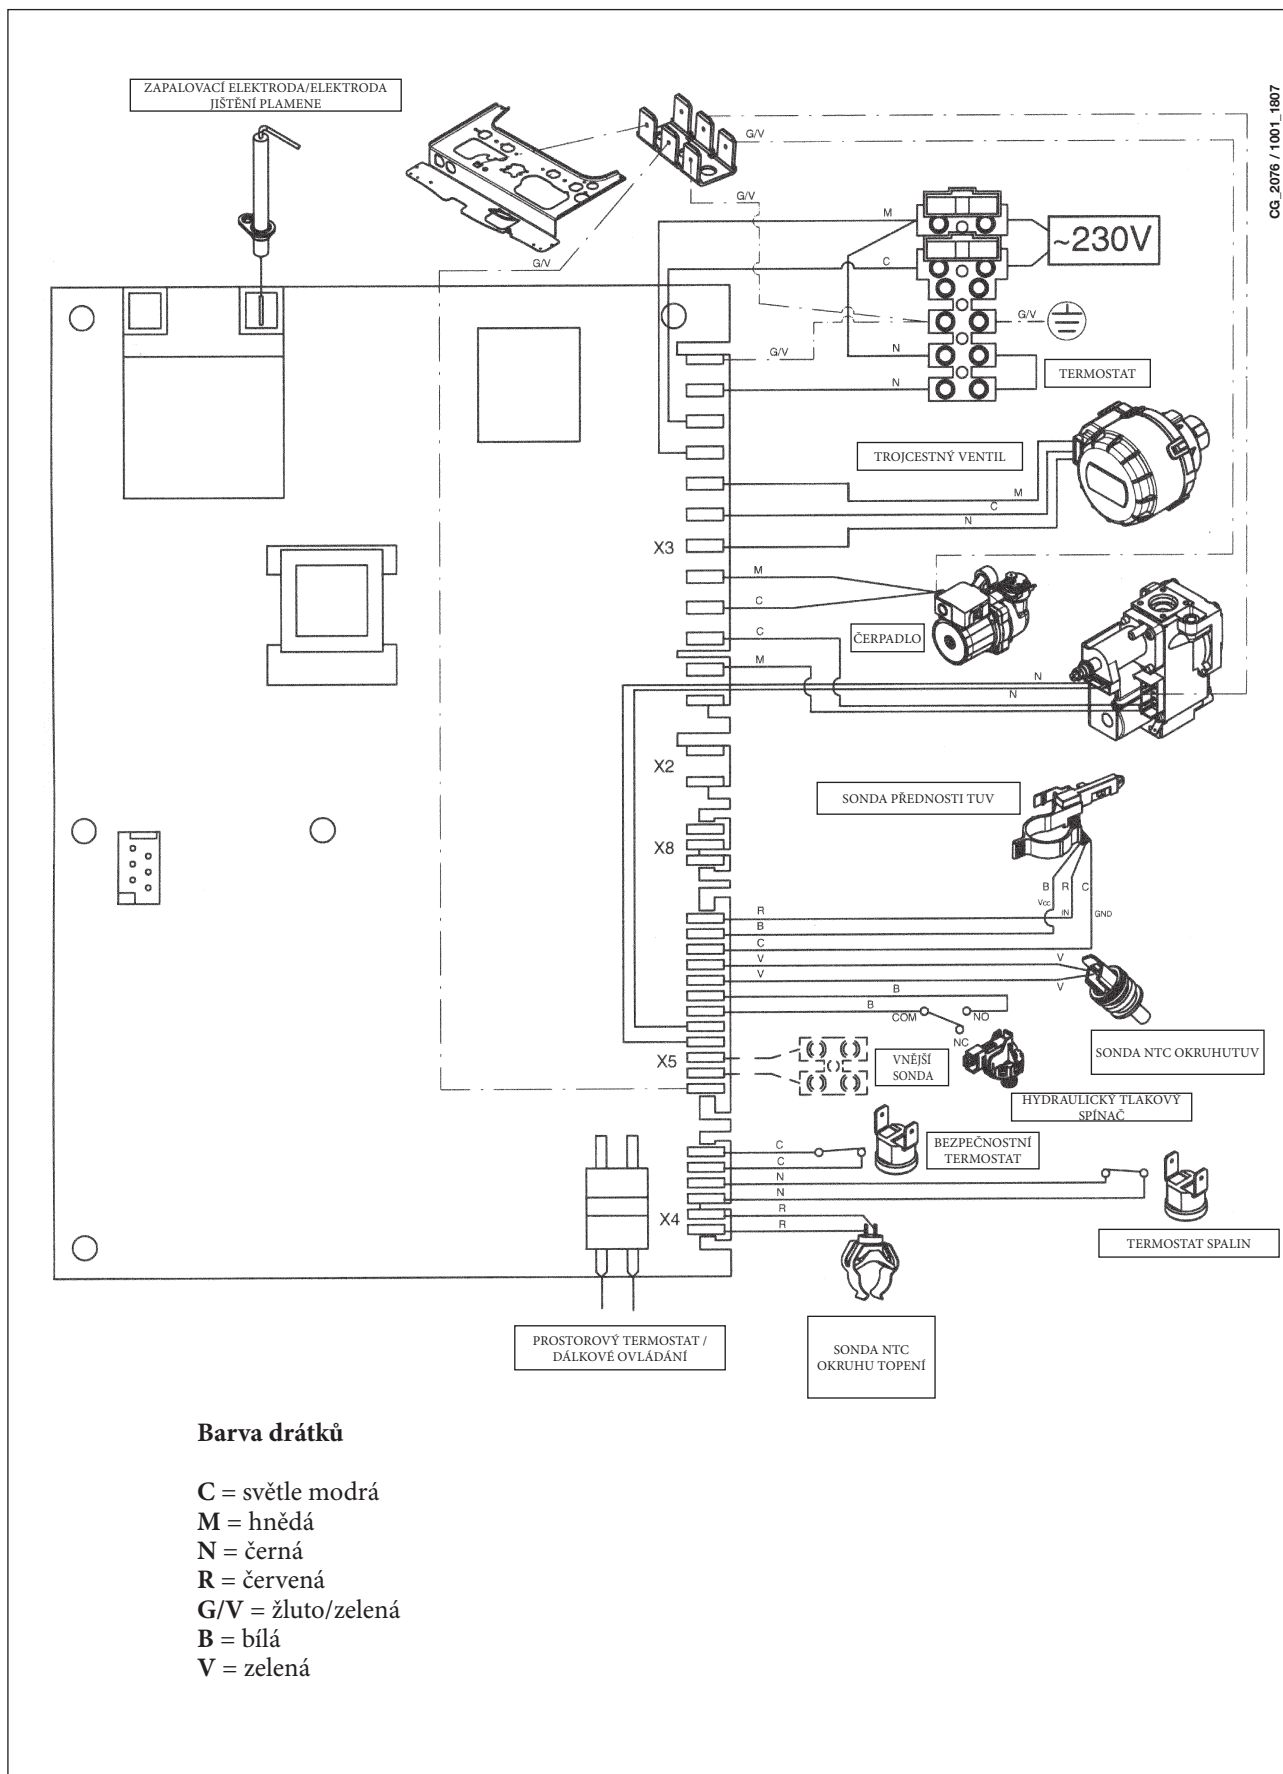 ZAPALOVACÍ ELEKTRODA/ELEKTRODA
JIŠTĚNÍ PLAMENE
CG_2076 / 1001_1807
G/V
G/V
G/V
M
~230V
C
G/V
G/V
N
N
TERMOSTAT
TROJCESTNÝ VENTIL
M
C
N
X3
M
C
ČERPADLO
C
M
N
N
X2
SONDA PŘEDNOSTI TUV
X8
B R C
Vcc
IN
GND
R
B
C
V
V
V
V
B
B
COM
NO
NC
X5
VNĚJŠÍ
SONDA
SONDA NTC OKRUHUTUV
HYDRAULICKÝ TLAKOVÝ
SPÍNAČ
C
C
BEZPEČNOSTNÍ
TERMOSTAT
N
N
X4
R
R
TERMOSTAT SPALIN
PROSTOROVÝ TERMOSTAT /
DÁLKOVÉ OVLÁDÁNÍ
SONDA NTC
OKRUHU TOPENÍ
Barva drátků
C = světle modrá
M = hnědá
N = černá
R = červená
G/V = žluto/zelená
B = bílá
V = zelená